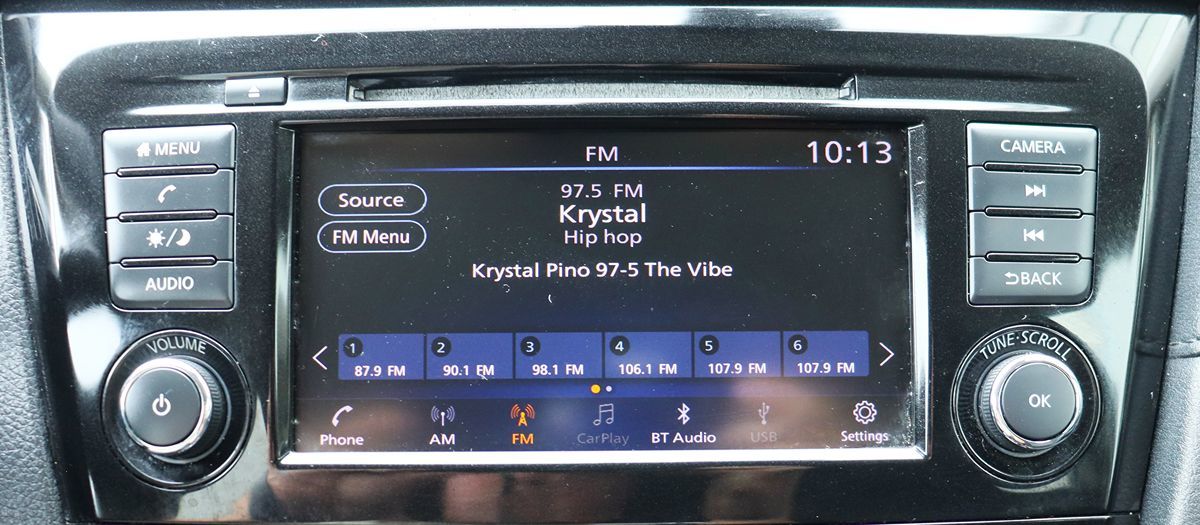 MENU
AUDIO
VOLUME
FM
10:13
Source
FM Menu
97.5 FM
Krystal
Hip hop
Krystal Pino 97-5 The Vibe
1 87.9 FM
2 90.1 FM
3 98.1 FM
4 106.1 FM
5 107.9 FM
6 107.9 FM
Phone
AM
FM
CarPlay
BT Audio
USB
Settings
CAMERA
BACK
TUNE·SCROLL
OK